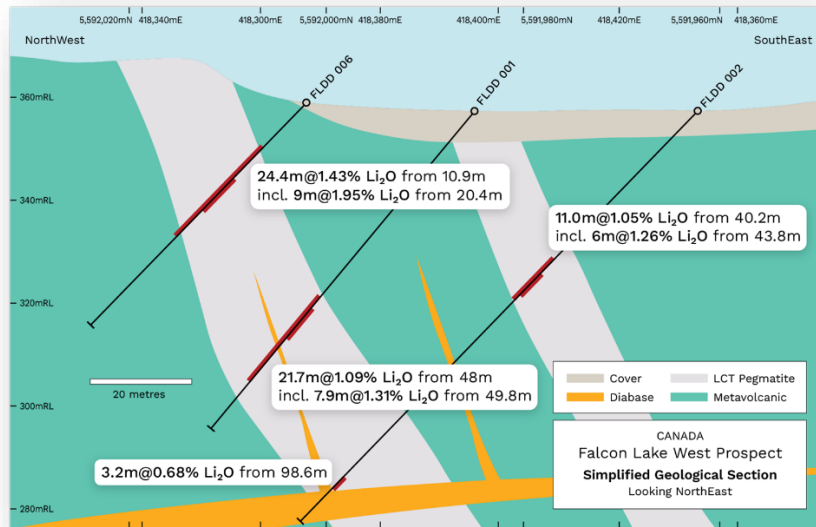 5,592,020mN 418,340mE 418,300mE 5,592,000mN 418,380mE 418,400mE 5,591,980mN 418,420mE 5,591,960mN 418,360mE
NorthWest
SouthEast
FLDD 006
FLDD 001
FLDD 002
360mRL
24.4m@1.43% Li₂O from 10.9m
incl. 9m@1.95% Li₂O from 20.4m
340mRL
11.0m@1.05% Li₂O from 40.2m
incl. 6m@1.26% Li₂O from 43.8m
320mRL
20 metres
21.7m@1.09% Li₂O from 48m
incl. 7.9m@1.31% Li₂O from 49.8m
Cover
LCT Pegmatite
Diabase
Metavolcanic
300mRL
CANADA
Falcon Lake West Prospect
Simplified Geological Section
Looking NorthEast
3.2m@0.68% Li₂O from 98.6m
280mRL